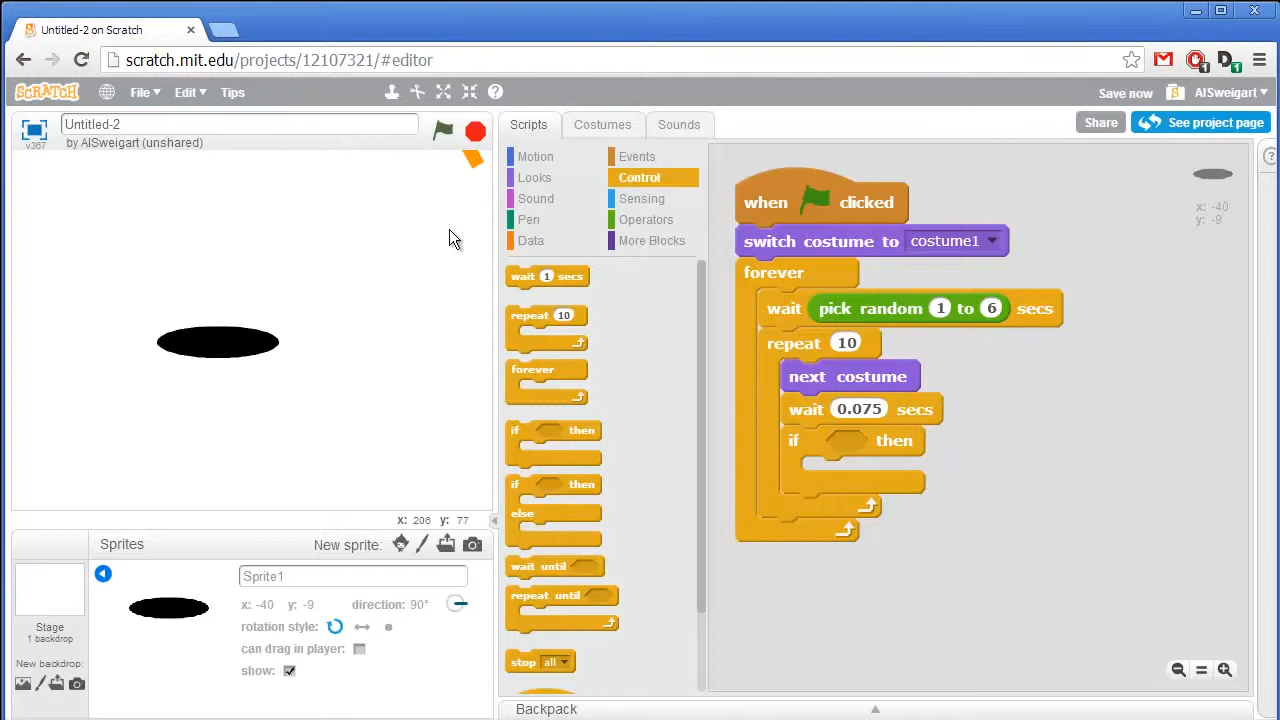 Untitled-2 on Scratch
scratch.mit.edu/projects/12107321/#editor
1
1
SCRATCH
File
Edit
Tips
Save now
AlSweigart
Untitled-2
by AlSweigart (unshared)
v387
Scripts
Costumes
Sounds
Share
See project page
Motion
Events
Looks
Control
Sound
Sensing
Pen
Operators
Data
More Blocks
wait 1 secs
repeat 10
forever
if then
if then
else
wait until
repeat until
stop all
when clicked
switch costume to costume1
forever
wait pick random 1 to 6 secs
repeat 10
next costume
wait 0.075 secs
if then
x: -40
y: -9
x: 206 y: 77
Sprites
New sprite:
Sprite1
x: -40 y: -9 direction: 90°
rotation style:
can drag in player:
show:
Stage
1 backdrop
New backdrop:
Backpack